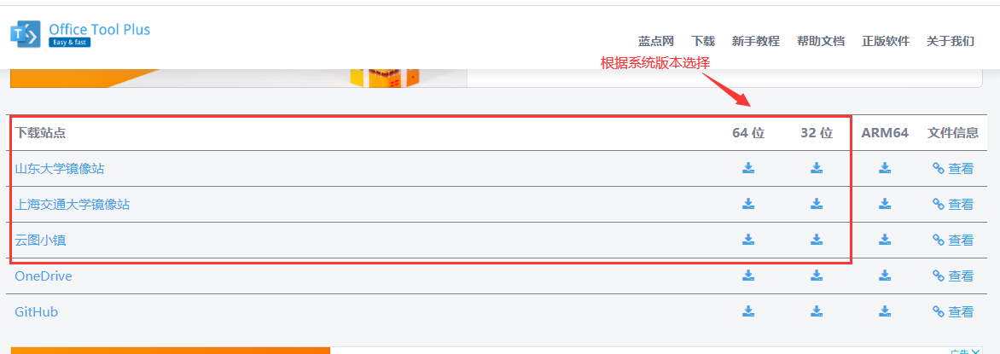 Office Tool Plus
Easy & fast
蓝点网 下载 新手教程 帮助文档 正版软件 关于我们
根据系统版本选择
下载站点 64 位 32 位 ARM64 文件信息
山东大学镜像站 查看
上海交通大学镜像站 查看
云图小镇 查看
OneDrive 查看
GitHub 查看
广告